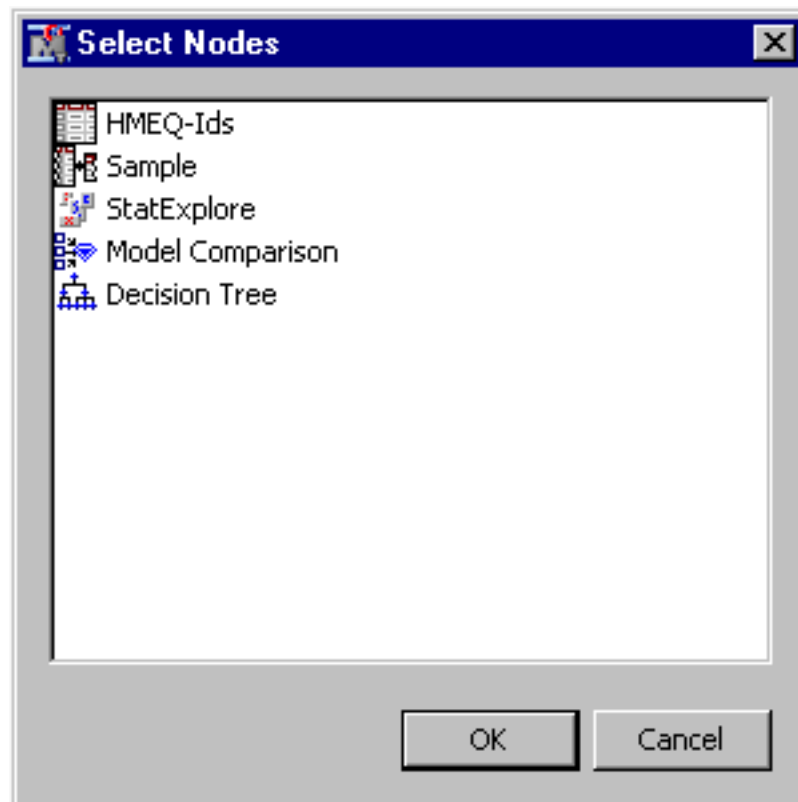 Select Nodes
HMEQ-Ids
Sample
StatExplore
Model Comparison
Decision Tree
OK Cancel